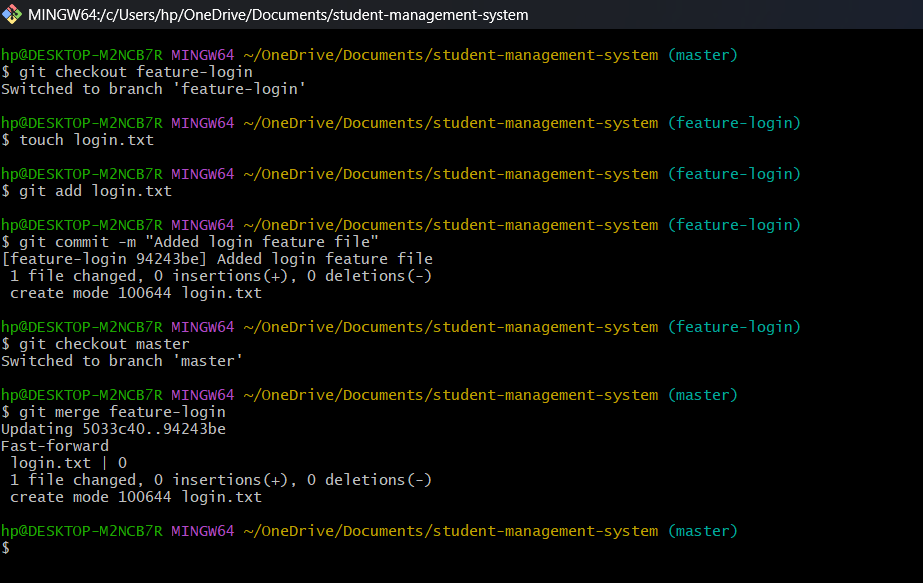 MINGW64:/c/Users/hp/OneDrive/Documents/student-management-system
hp@DESKTOP-M2NCB7R MINGW64 ~/OneDrive/Documents/student-management-system (master)
$ git checkout feature-login
Switched to branch 'feature-login'
hp@DESKTOP-M2NCB7R MINGW64 ~/OneDrive/Documents/student-management-system (feature-login)
$ touch login.txt
hp@DESKTOP-M2NCB7R MINGW64 ~/OneDrive/Documents/student-management-system (feature-login)
$ git add login.txt
hp@DESKTOP-M2NCB7R MINGW64 ~/OneDrive/Documents/student-management-system (feature-login)
$ git commit -m "Added login feature file"
[feature-login 94243be] Added login feature file
 1 file changed, 0 insertions(+), 0 deletions(-)
 create mode 100644 login.txt
hp@DESKTOP-M2NCB7R MINGW64 ~/OneDrive/Documents/student-management-system (feature-login)
$ git checkout master
Switched to branch 'master'
hp@DESKTOP-M2NCB7R MINGW64 ~/OneDrive/Documents/student-management-system (master)
$ git merge feature-login
Updating 5033c40..94243be
Fast-forward
 login.txt | 0
 1 file changed, 0 insertions(+), 0 deletions(-)
 create mode 100644 login.txt
hp@DESKTOP-M2NCB7R MINGW64 ~/OneDrive/Documents/student-management-system (master)
$